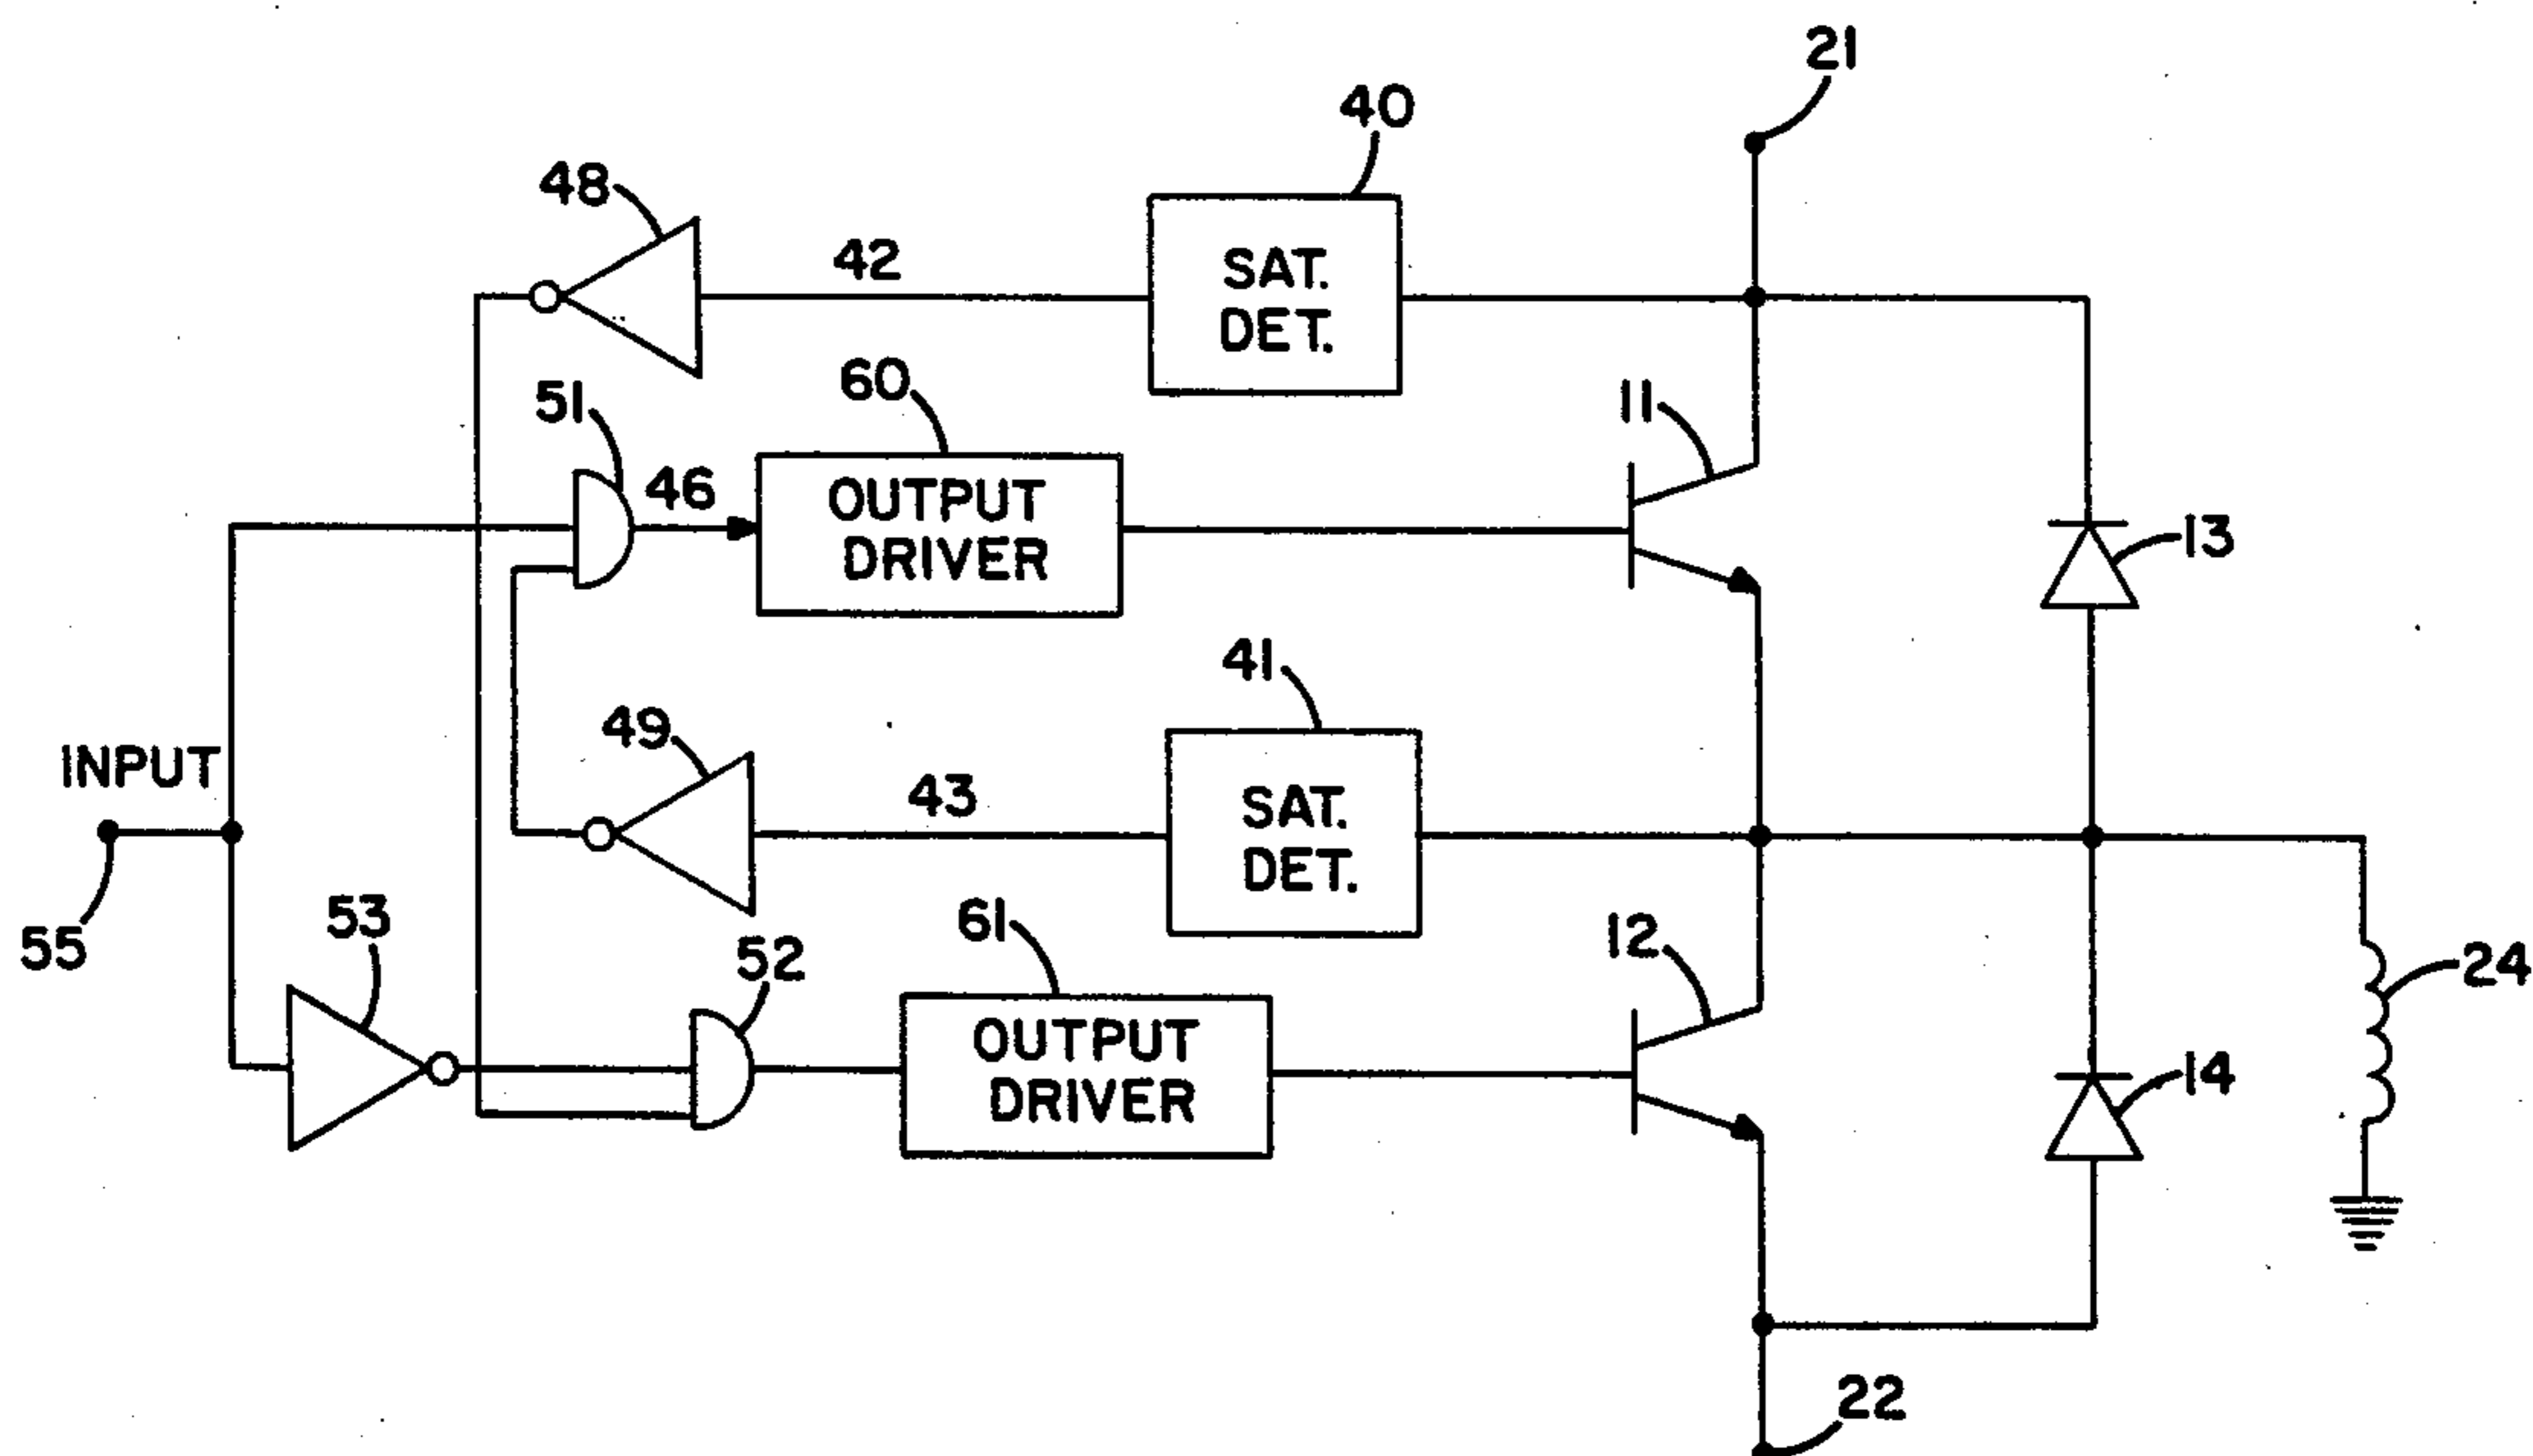 21
40
48
42
SAT.
DET.
60
11
51
46
OUTPUT
DRIVER
13
41
49
43
SAT.
DET.
INPUT
55
53
61
12
52
24
OUTPUT
DRIVER
14
22